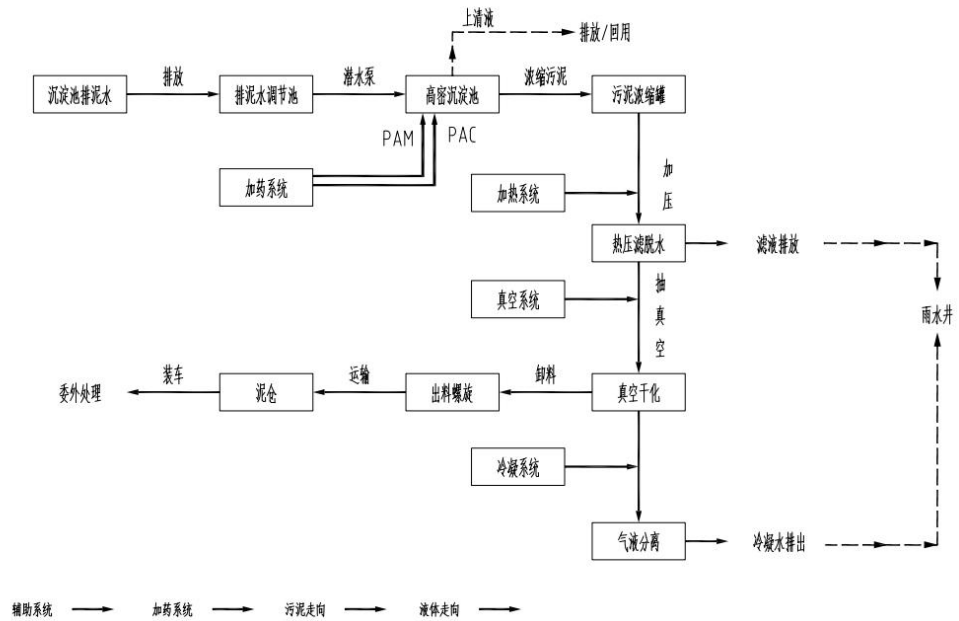 上清液
排放/回用
排放
潜水泵
浓缩污泥
沉淀池排泥水
排泥水调节池
高密沉淀池
污泥浓缩罐
PAM
PAC
加药系统
加热系统
加
压
热压滤脱水
滤液排放
真空系统
抽
真
空
雨水井
装车
运输
卸料
委外处理
泥仓
出料螺旋
真空干化
冷凝系统
气液分离
冷凝水排出
辅助系统 加药系统 污泥走向 液体走向